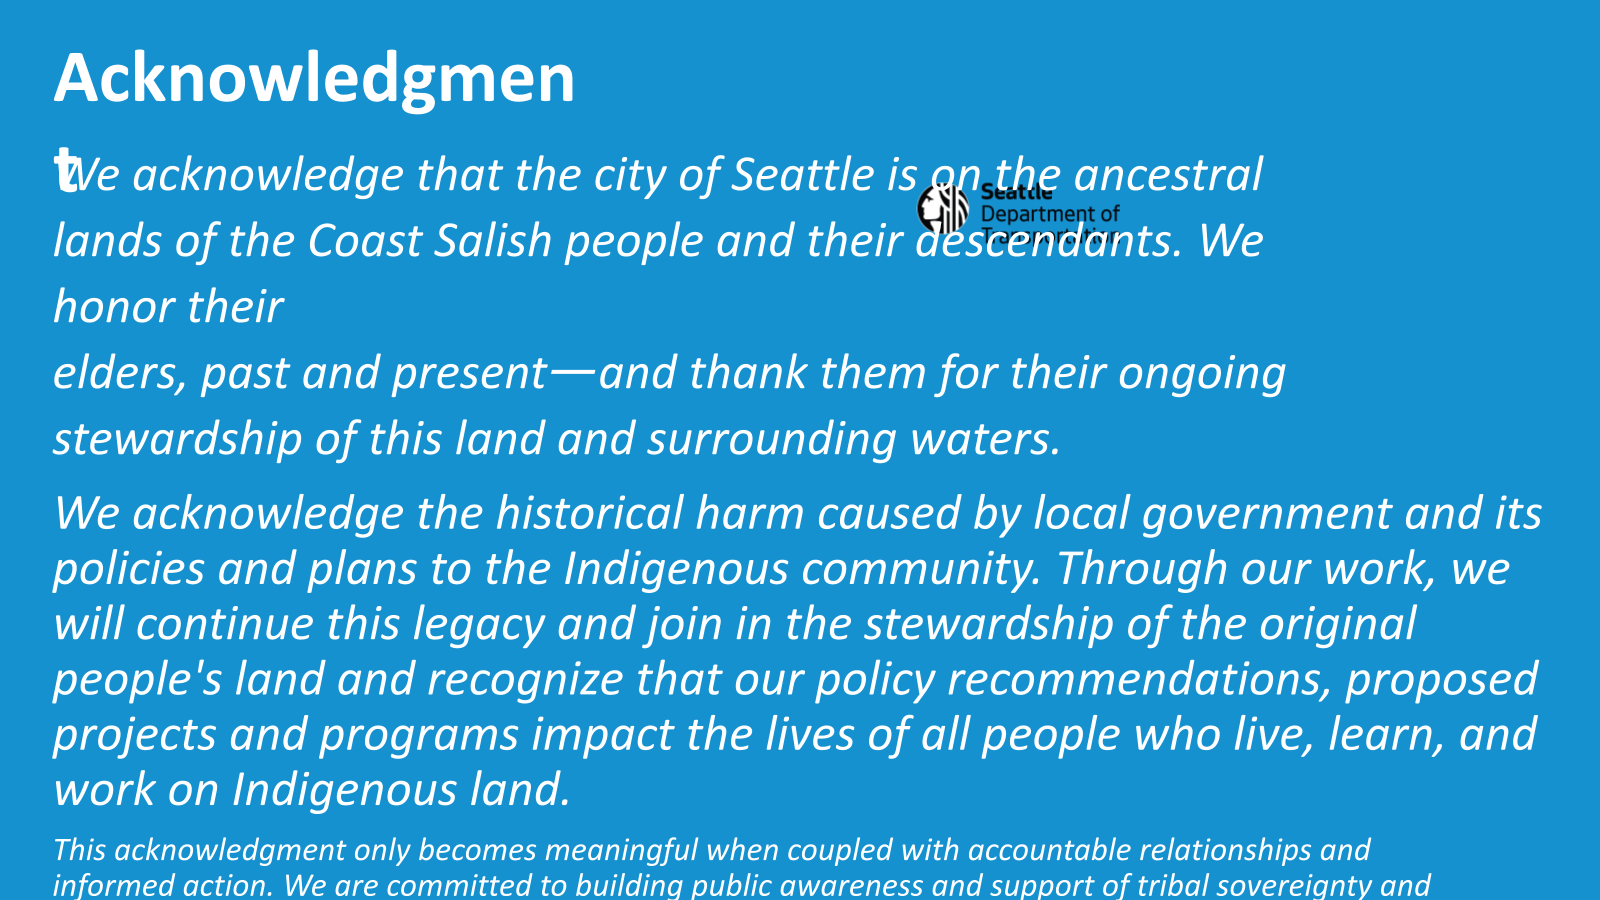 Acknowledgmen
t
We acknowledge that the city of Seattle is on the ancestral
Seattle
Department of
Transportation
lands of the Coast Salish people and their descendants. We
honor their
elders, past and present—and thank them for their ongoing
stewardship of this land and surrounding waters.
We acknowledge the historical harm caused by local government and its
policies and plans to the Indigenous community. Through our work, we
will continue this legacy and join in the stewardship of the original
people's land and recognize that our policy recommendations, proposed
projects and programs impact the lives of all people who live, learn, and
work on Indigenous land.
This acknowledgment only becomes meaningful when coupled with accountable relationships and
informed action. We are committed to building public awareness and support of tribal sovereignty and